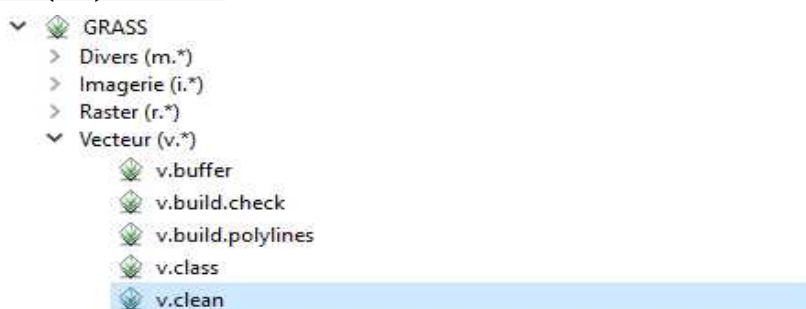 GRASS
Divers (m.*)
Imagerie (i.*)
Raster (r.*)
Vecteur (v.*)
v.buffer
v.build.check
v.build.polylines
v.class
v.clean